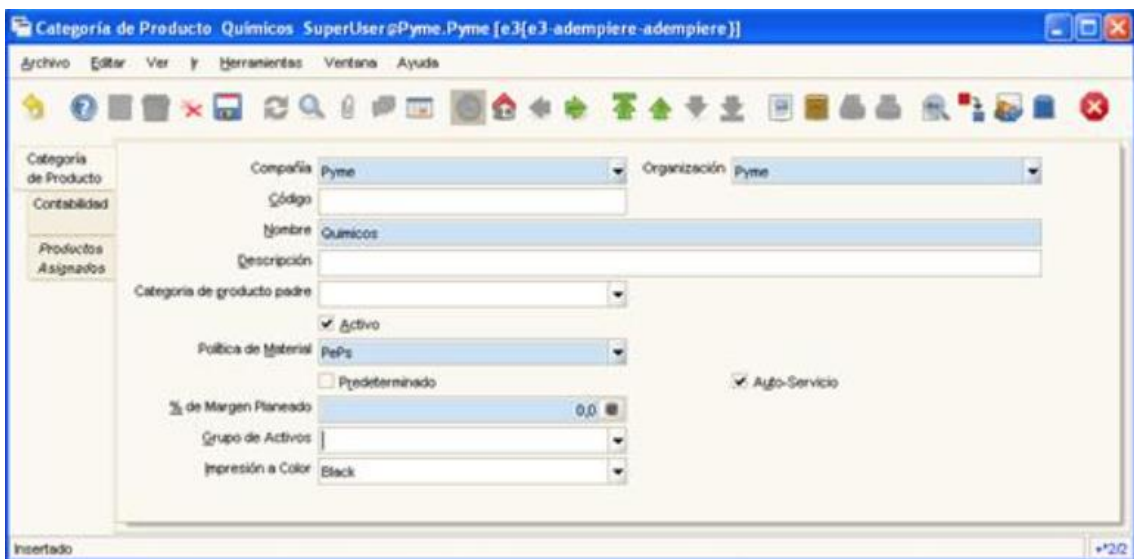 Categoría de Producto Quimicos SuperUser@Pyme.Pyme [e3{e3-adempiere-adempiere}]
Archivo Editar Ver Ir Herramientas Ventana Ayuda
Categoría
de Producto
Compañía Pyme Organización Pyme
Contabilidad
Código
Nombre Quimicos
Productos
Asignados
Descripción
Categoria de producto padre
Activo
Política de Material PePs
Predeterminado Auto-Servicio
% de Margen Planeado 0,0
Grupo de Activos
Impresión a Color Black
Insertado +*2/2